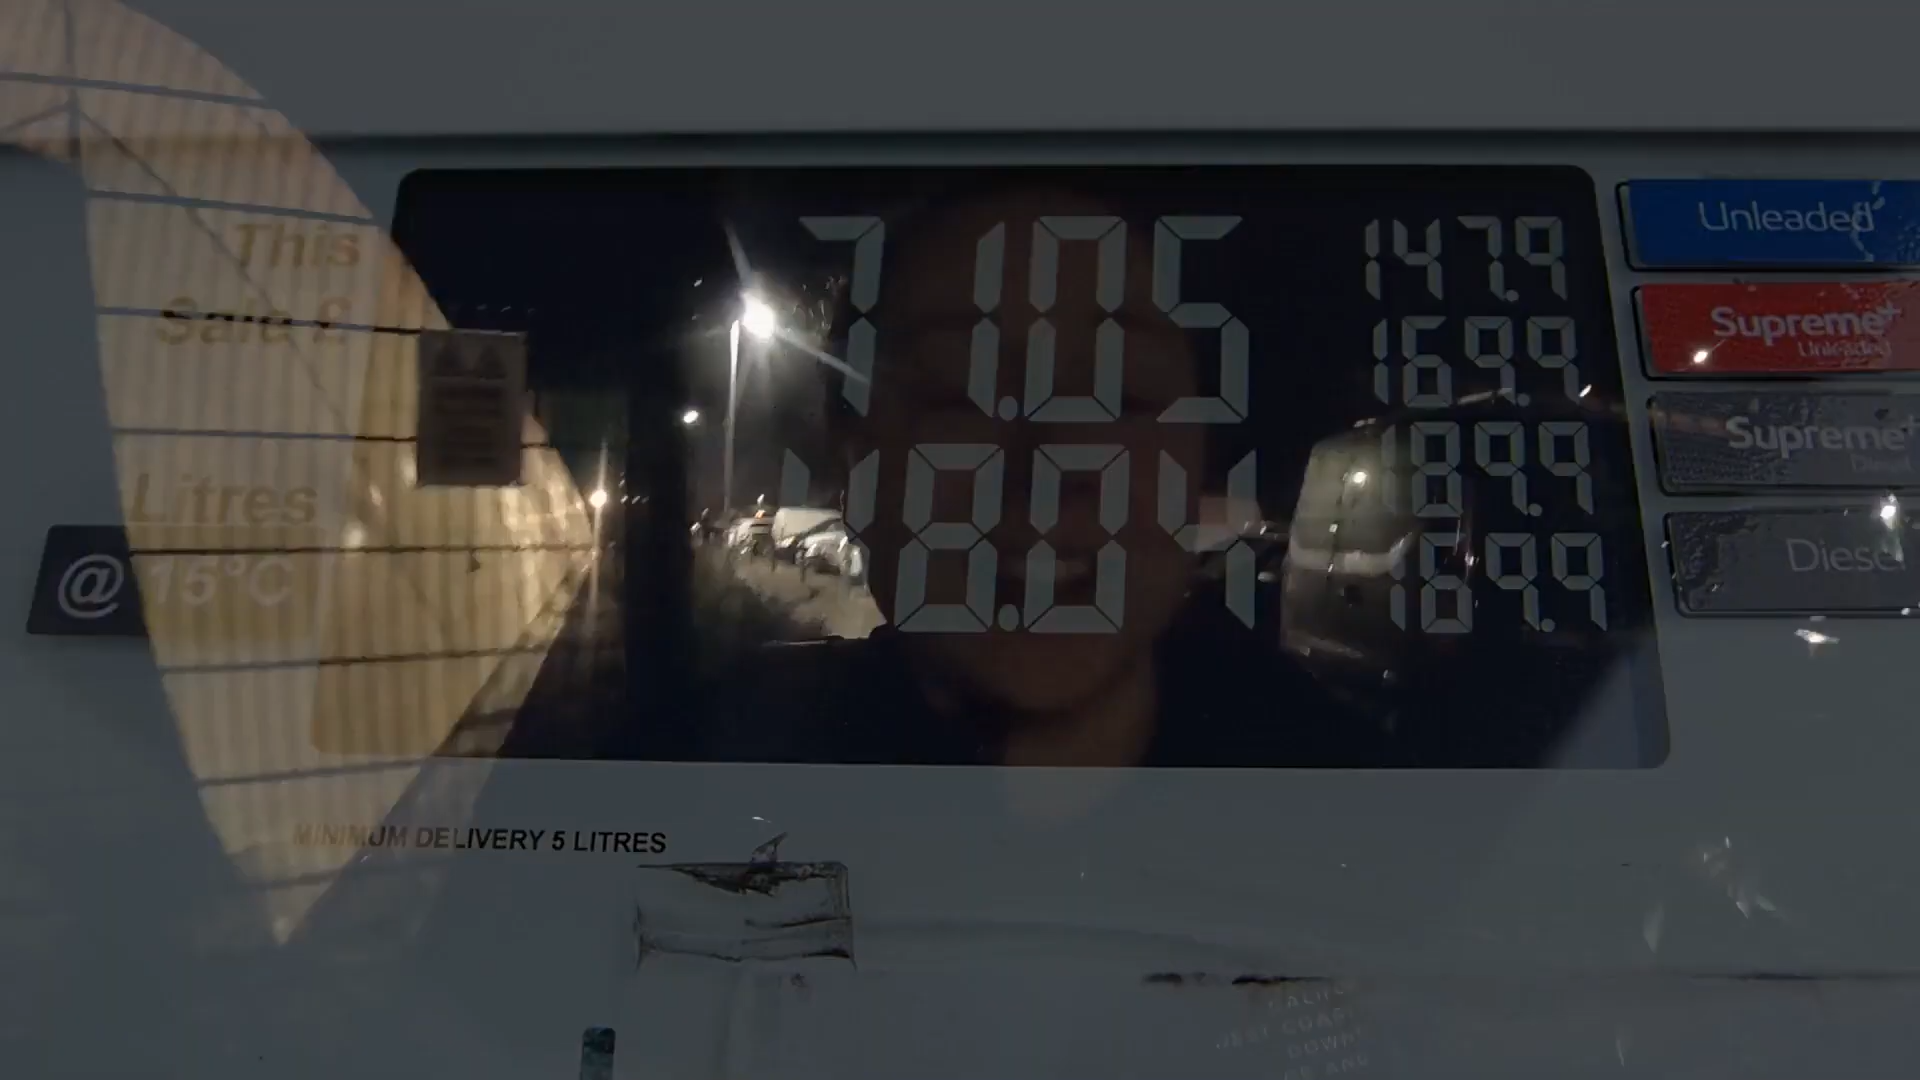 This
Sale £
71.05
Litres
48.04
@ 15°C
147.9
169.9
189.9
169.9
Unleaded
Supreme+
Unleaded
Supreme+
Diesel
Diesel
MINIMUM DELIVERY 5 LITRES
DOWN